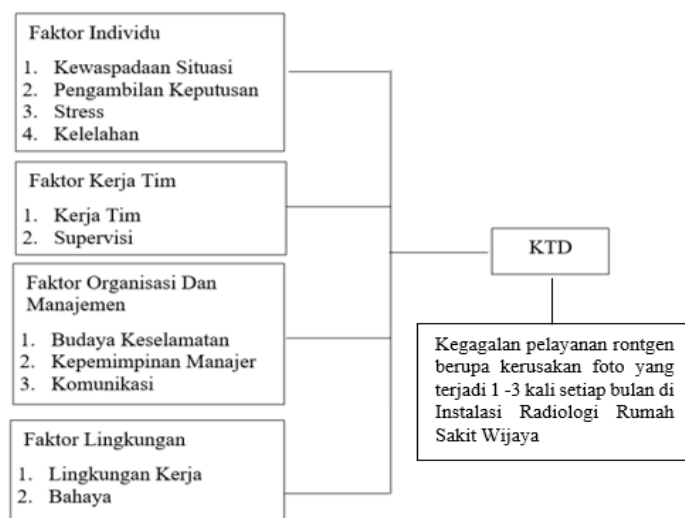 Faktor Individu
1. Kewaspadaan Situasi
2. Pengambilan Keputusan
3. Stress
4. Kelelahan
Faktor Kerja Tim
1. Kerja Tim
2. Supervisi
Faktor Organisasi Dan
Manajemen
1. Budaya Keselamatan
2. Kepemimpinan Manajer
3. Komunikasi
Faktor Lingkungan
1. Lingkungan Kerja
2. Bahaya
KTD
Kegagalan pelayanan rontgen
berupa kerusakan foto yang
terjadi 1 -3 kali setiap bulan di
Instalasi Radiologi Rumah
Sakit Wijaya